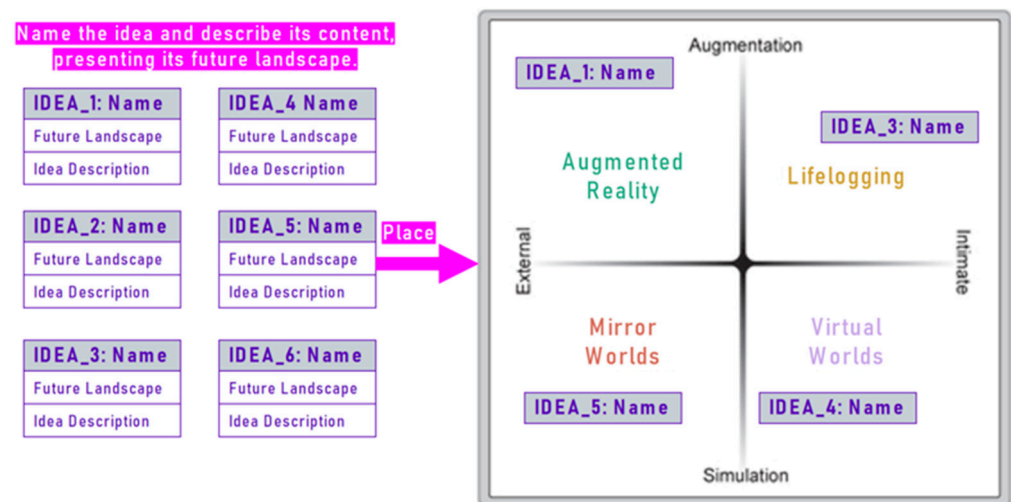 Name the idea and describe its content,
presenting its future landscape.
IDEA_1: Name
Future Landscape
Idea Description
IDEA_4 Name
Future Landscape
Idea Description
IDEA_2: Name
Future Landscape
Idea Description
IDEA_5: Name
Future Landscape
Idea Description
IDEA_3: Name
Future Landscape
Idea Description
IDEA_6: Name
Future Landscape
Idea Description
Place
Augmentation
IDEA_1: Name
IDEA_3: Name
Augmented
Reality
Lifelogging
External
Intimate
Mirror
Worlds
Virtual
Worlds
IDEA_5: Name
IDEA_4: Name
Simulation